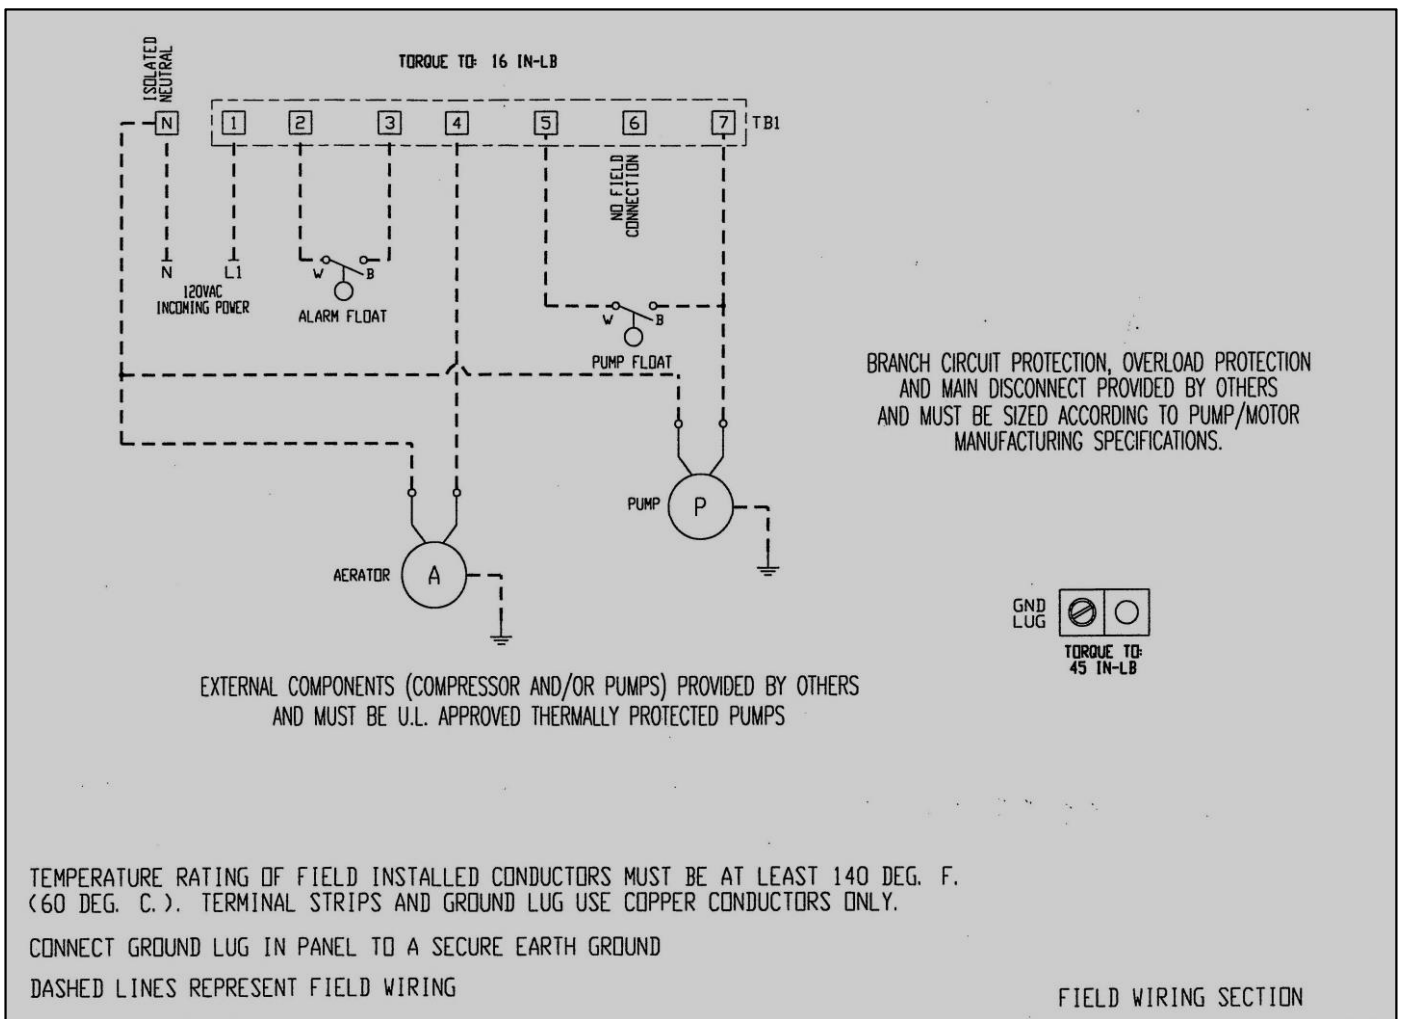 ISOLATED
NEUTRAL
TORQUE TO: 16 IN-LB
N 1 2 3 4 5 6 7 TB1
NO FIELD
CONNECTION
N L1
120VAC
INCOMING POWER
W B
ALARM FLOAT
W B
PUMP FLOAT
BRANCH CIRCUIT PROTECTION, OVERLOAD PROTECTION
AND MAIN DISCONNECT PROVIDED BY OTHERS
AND MUST BE SIZED ACCORDING TO PUMP/MOTOR
MANUFACTURING SPECIFICATIONS.
PUMP P
AERATOR A
GND
LUG
TORQUE TO:
45 IN-LB
EXTERNAL COMPONENTS (COMPRESSOR AND/OR PUMPS) PROVIDED BY OTHERS
AND MUST BE U.L. APPROVED THERMALLY PROTECTED PUMPS
TEMPERATURE RATING OF FIELD INSTALLED CONDUCTORS MUST BE AT LEAST 140 DEG. F.
(60 DEG. C.). TERMINAL STRIPS AND GROUND LUG USE COPPER CONDUCTORS ONLY.
CONNECT GROUND LUG IN PANEL TO A SECURE EARTH GROUND
DASHED LINES REPRESENT FIELD WIRING
FIELD WIRING SECTION